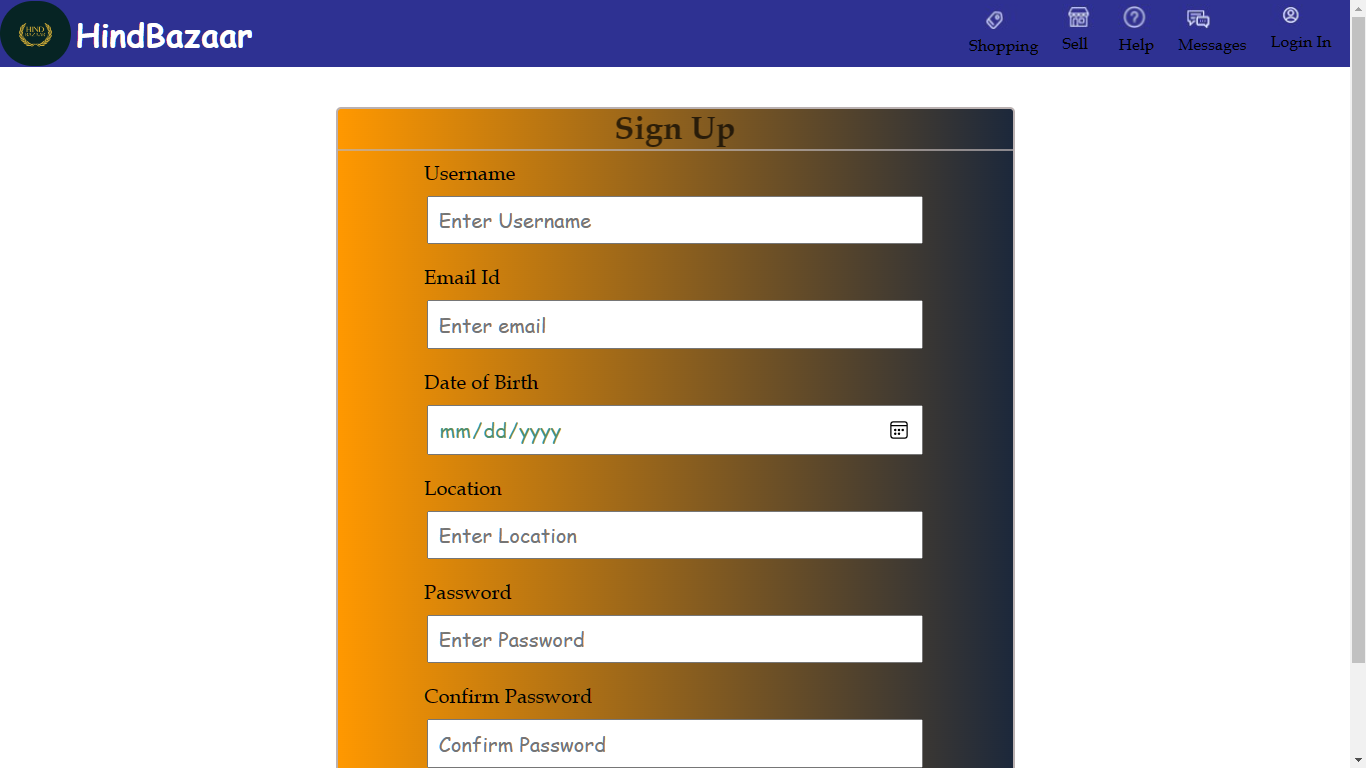 HIND
BAZAAR
HindBazaar
Shopping
Sell
Help
Messages
Login In
Sign Up
Username
Enter Username
Email Id
Enter email
Date of Birth
mm/dd/yyyy
Location
Enter Location
Password
Enter Password
Confirm Password
Confirm Password